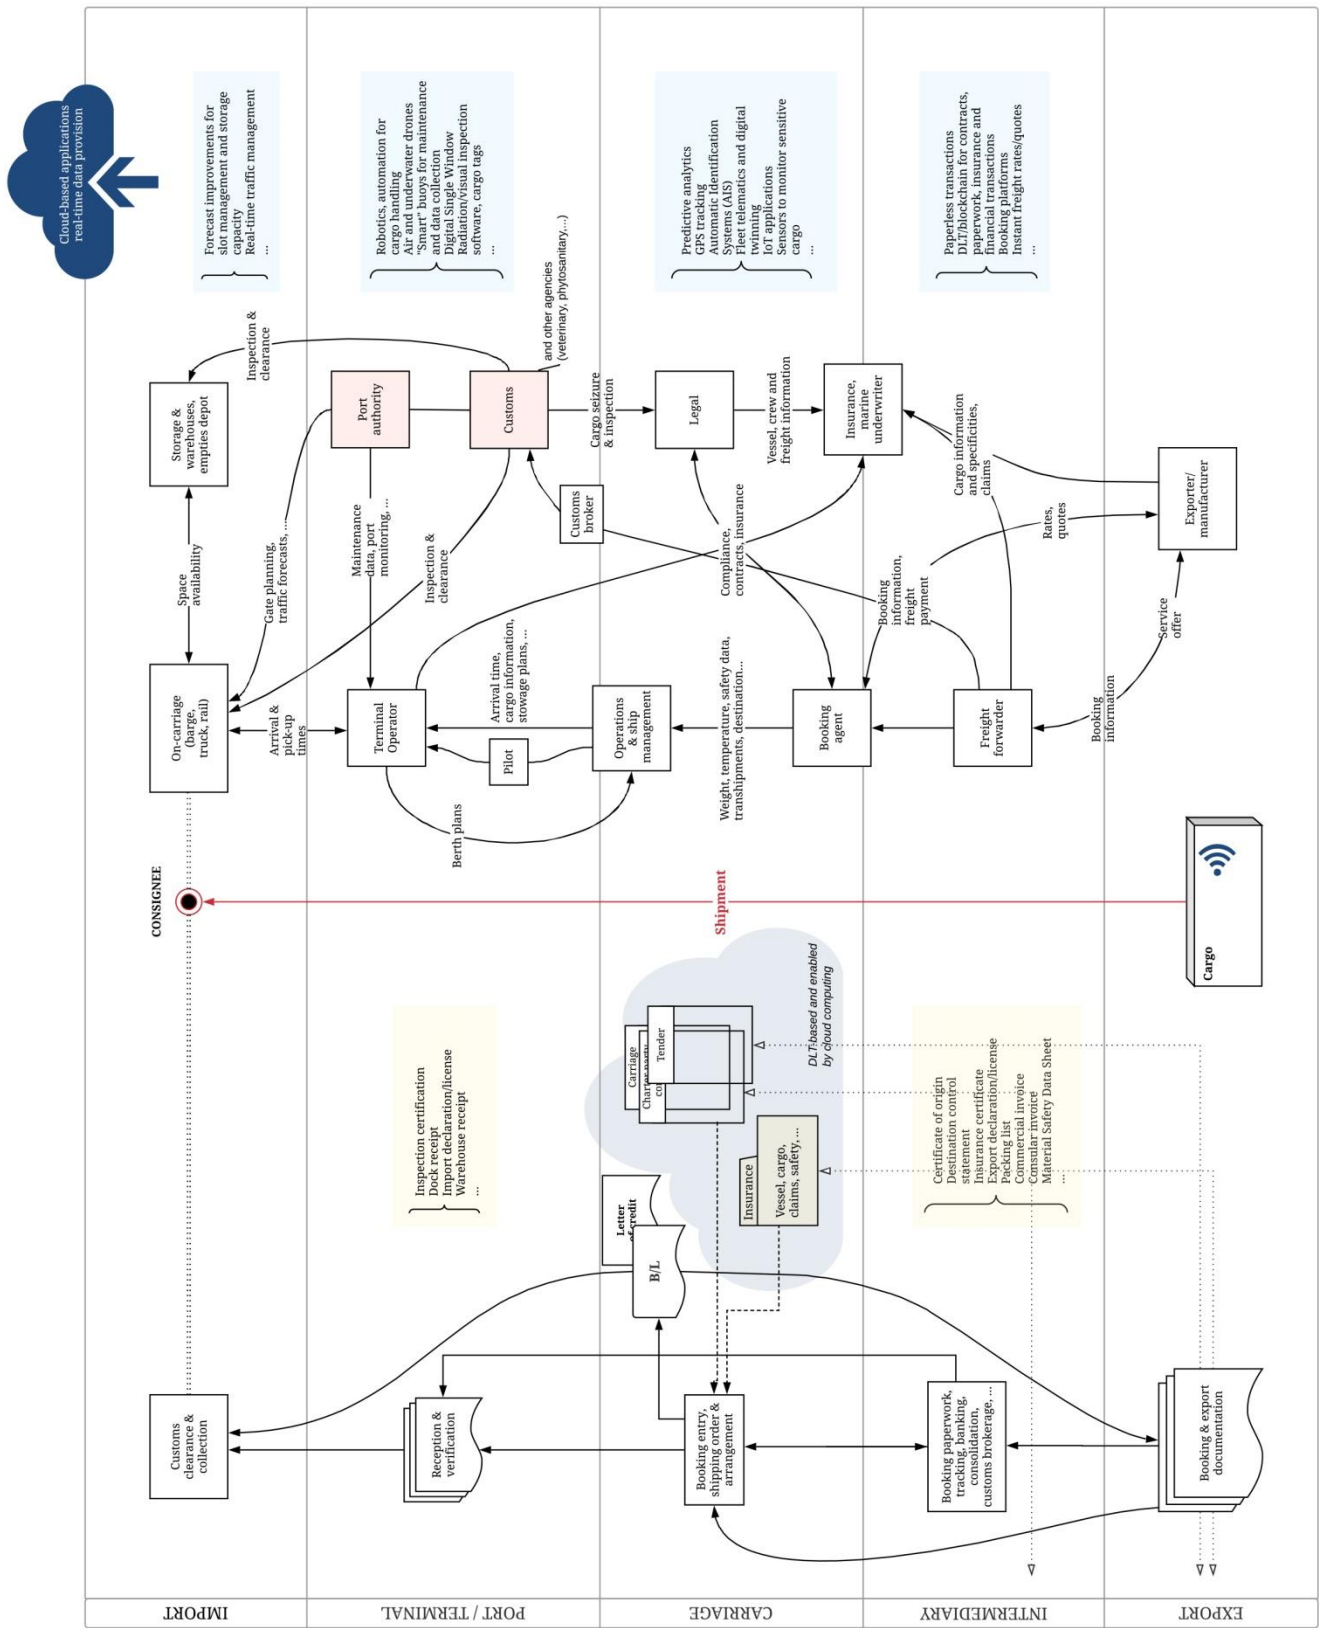 Cloud-based applications
real-time data provision
IMPORT
Customs
clearance &
collection
CONSIGNEE
On-carriage
(barge,
truck, rail)
Space
availability
Storage &
warehouses,
empties depot
Inspection &
clearance
Forecast improvements for
slot management and storage
capacity
Real-time traffic management
...
Arrival &
pick-up
times
Gate planning,
traffic forecasts, ...
PORT / TERMINAL
Reception &
verification
Inspection certification
Dock receipt
Import declaration/license
Warehouse receipt
...
Berth plans
Terminal
Operator
Pilot
Arrival time,
cargo information,
stowage plans, ...
Maintenance
data, port
monitoring, ...
Inspection &
clearance
Port
authority
Customs
Customs
broker
and other agencies
(veterinary, phytosanitary,...)
Robotics, automation for
cargo handling
Air and underwater drones
"Smart" buoys for maintenance
and data collection
Digital Single Window
Radiation/visual inspection
software, cargo tags
...
CARRIAGE
Booking entry,
shipping order &
arrangement
Letter
of credit
B/L
Insurance
Vessel, cargo,
claims, safety, ...
Carriage
Charter party
Tender
DLT-based and enabled
by cloud computing
Shipment
Operations
& ship
management
Weight, temperature, safety data,
transhipments, destination...
Booking
agent
Compliance,
contracts, insurance
Cargo seizure
& inspection
Legal
Vessel, crew and
freight information
Insurance,
marine
underwriter
Predictive analytics
GPS tracking
Automatic Identification
Systems (AIS)
Fleet telematics and digital
twinning
IoT applications
Sensors to monitor sensitive
cargo
...
INTERMEDIARY
Booking paperwork,
tracking, banking,
consolidation,
customs brokerage, ...
Certificate of origin
Destination control
statement
Insurance certificate
Export declaration/license
Packing list
Commercial invoice
Consular invoice
Material Safety Data Sheet
...
Freight
forwarder
Booking
information,
freight
payment
Rates,
quotes
Cargo information
and specificities,
claims
Paperless transactions
DLT/blockchain for contracts,
paperwork, insurance and
financial transactions
Booking platforms
Instant freight rates/quotes
...
EXPORT
Booking & export
documentation
Cargo
Booking
information
Service
offer
Exporter/
manufacturer